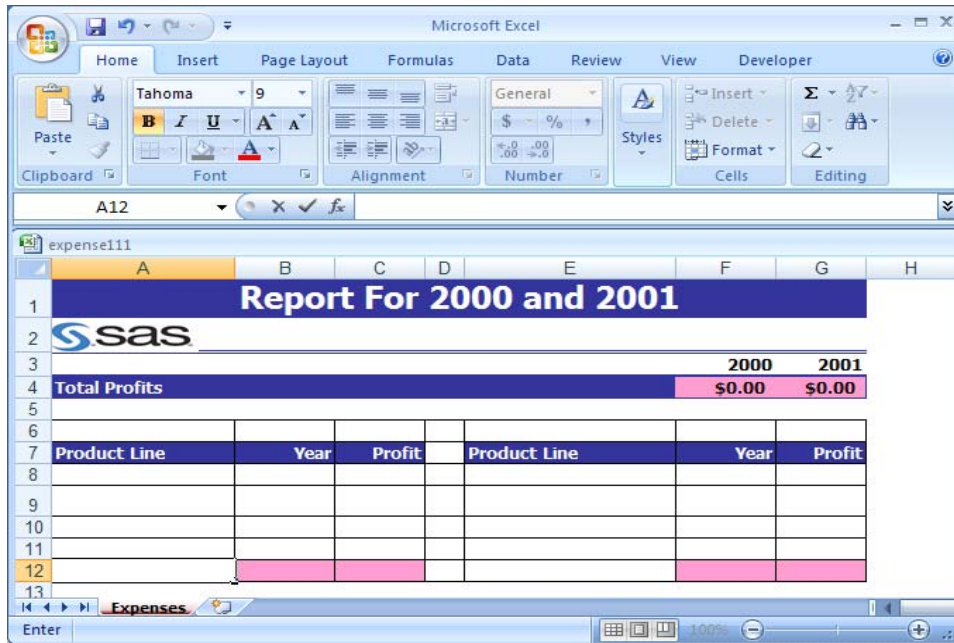 Microsoft Excel
Home Insert Page Layout Formulas Data Review View Developer
Paste
Tahoma 9
B I U A A
A
General
$ % ,
Styles
Insert
Delete
Format
Σ
Clipboard Font Alignment Number Cells Editing
A12 fx
expense111
A B C D E F G H
1 Report For 2000 and 2001
2 sas
3 2000 2001
4 Total Profits $0.00 $0.00
5
6
7 Product Line Year Profit Product Line Year Profit
8
9
10
11
12
13
Expenses
Enter 100%